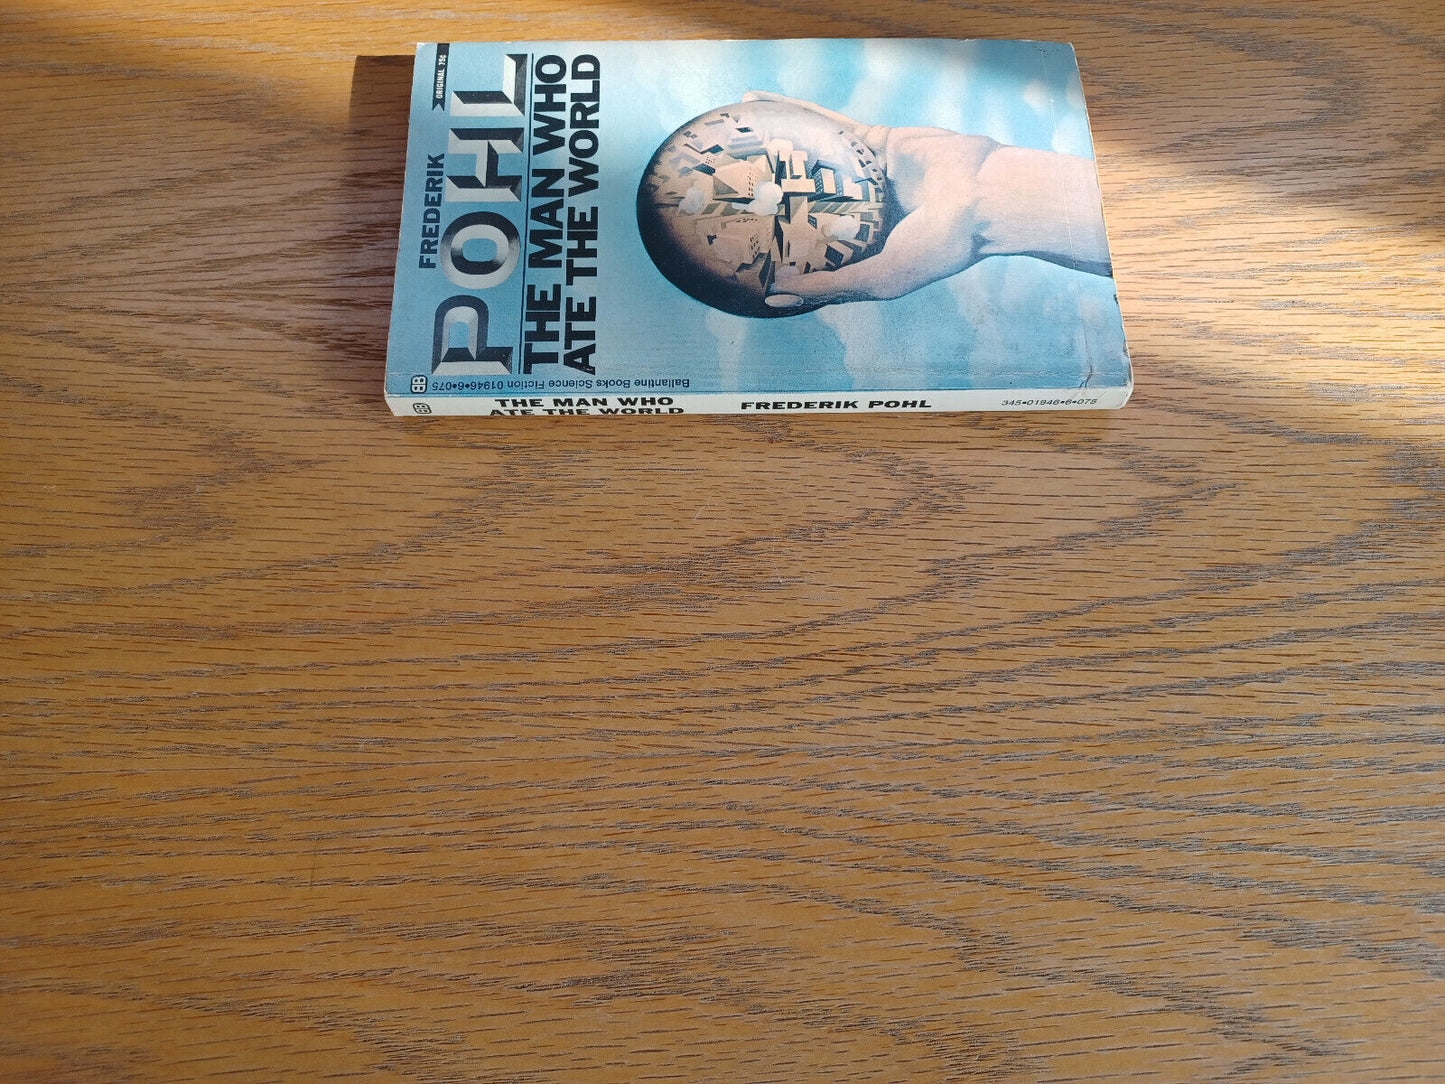 ORIGINAL 75¢
FREDERIK
POHL
THE MAN WHO
ATE THE WORLD
Ballantine Books Science Fiction 01946•6•075
BB
THE MAN WHO
ATE THE WORLD
FREDERIK POHL
345•01946•6•075